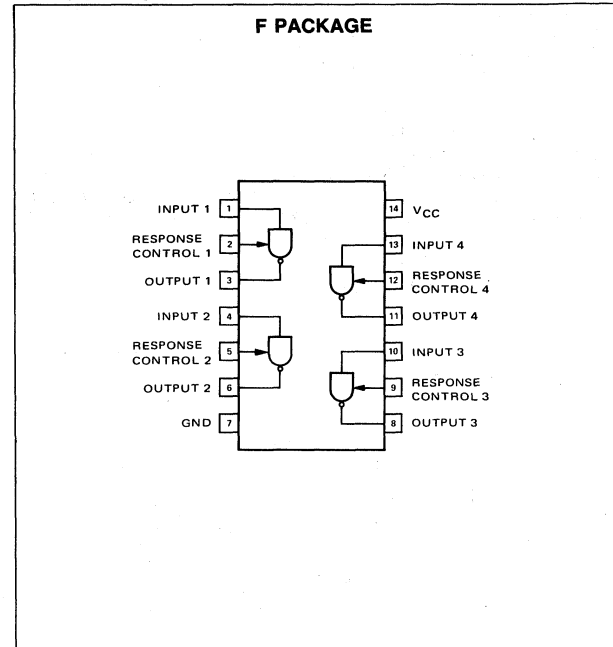 F PACKAGE
INPUT 1 1
RESPONSE
CONTROL 1 2
OUTPUT 1 3
INPUT 2 4
RESPONSE
CONTROL 2 5
OUTPUT 2 6
GND 7
14 VCC
13 INPUT 4
12 RESPONSE
CONTROL 4
11 OUTPUT 4
10 INPUT 3
9 RESPONSE
CONTROL 3
8 OUTPUT 3